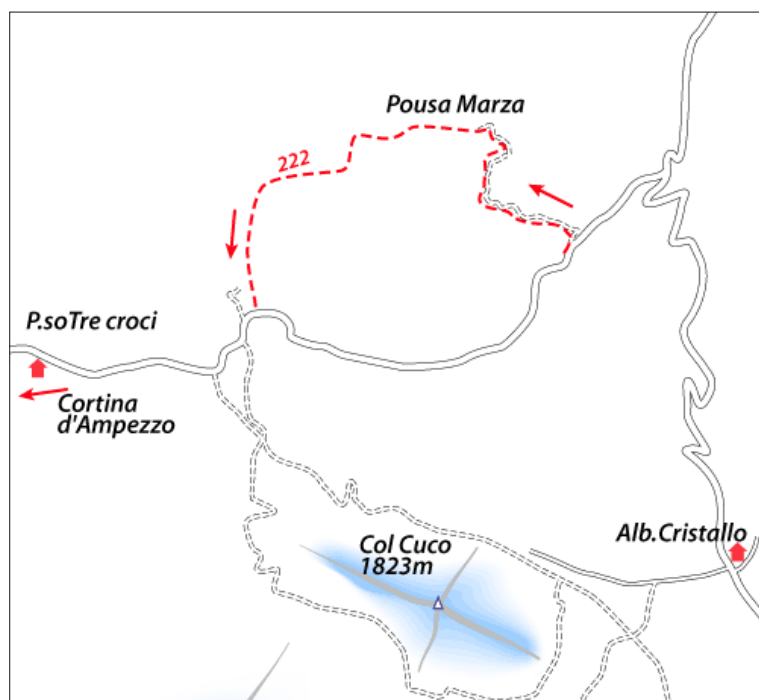 Pousa Marza
222
P.soTre croci
Cortina
d'Ampezzo
Alb.Cristallo
Col Cuco
1823m